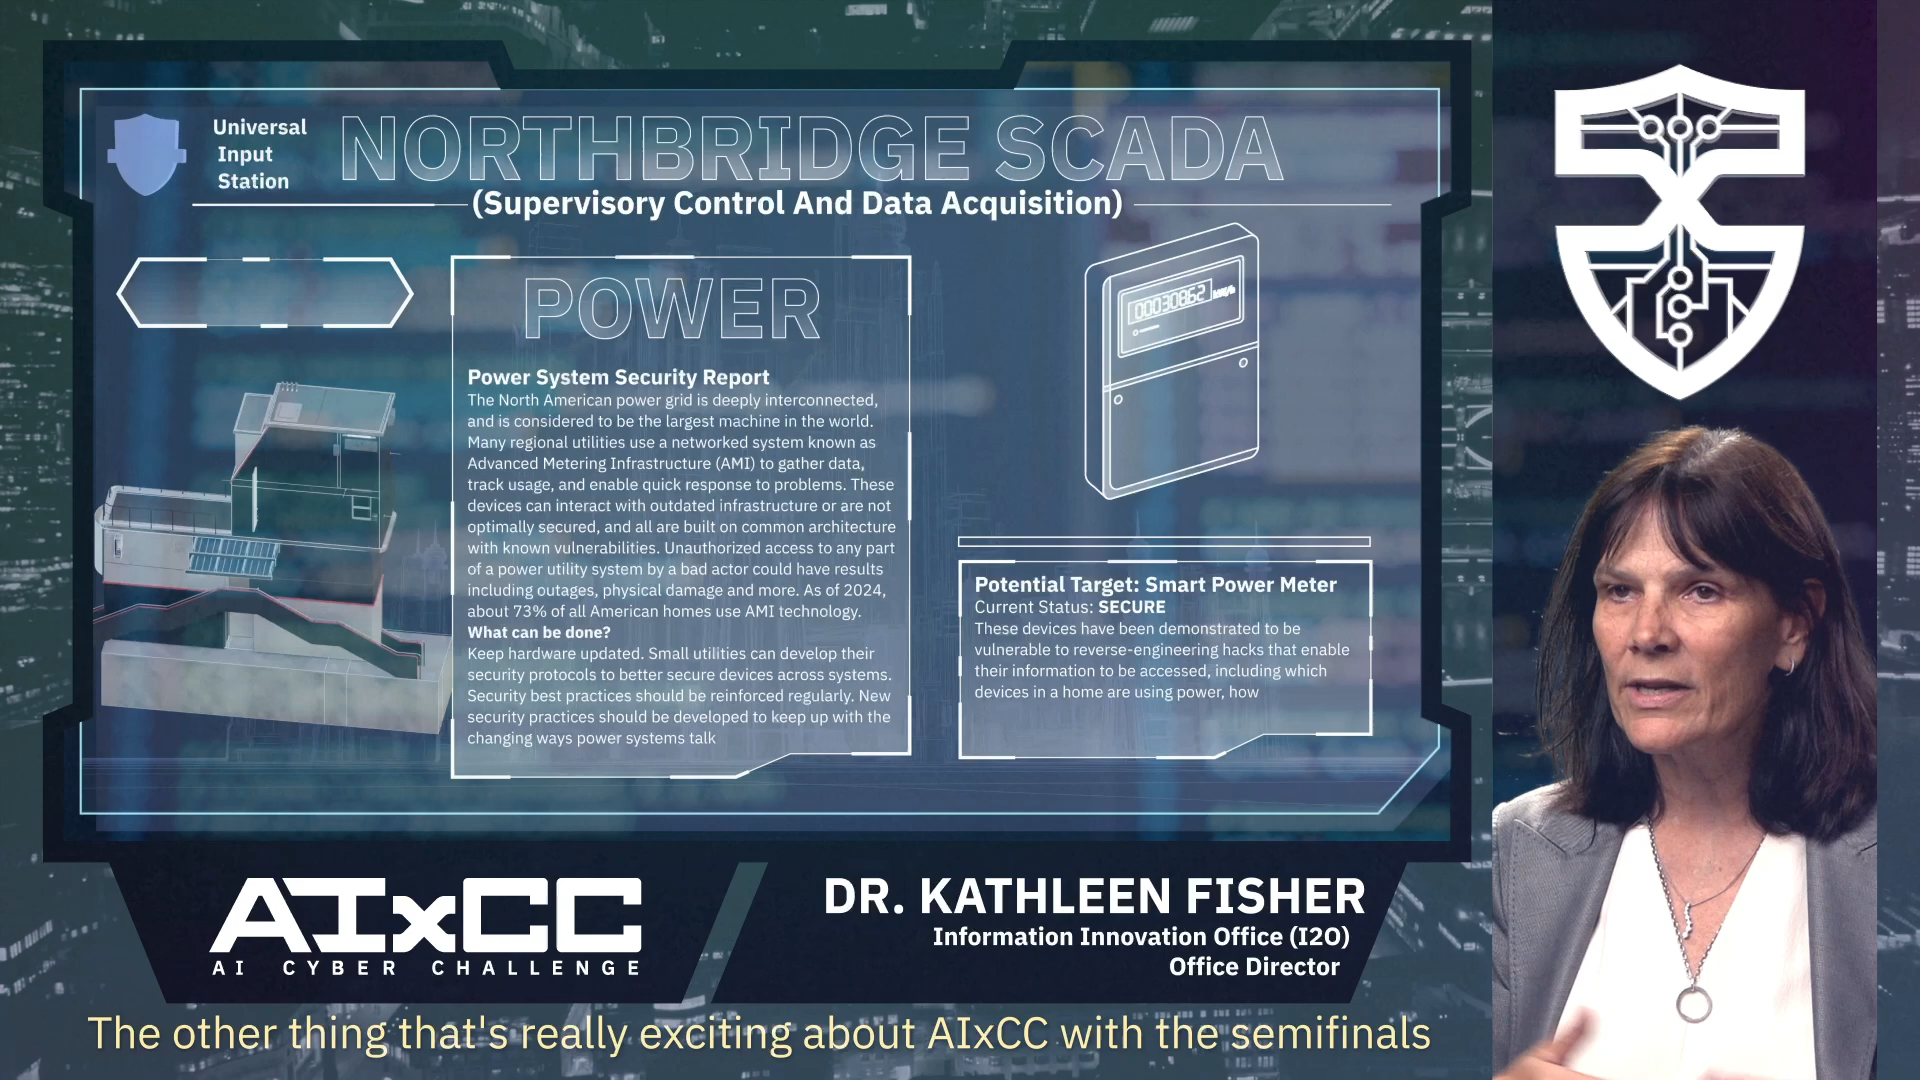 Universal
Input
Station
NORTHBRIDGE SCADA
(Supervisory Control And Data Acquisition)
POWER
Power System Security Report
The North American power grid is deeply interconnected,
and is considered to be the largest machine in the world.
Many regional utilities use a networked system known as
Advanced Metering Infrastructure (AMI) to gather data,
track usage, and enable quick response to problems. These
devices can interact with outdated infrastructure or are not
optimally secured, and all are built on common architecture
with known vulnerabilities. Unauthorized access to any part
of a power utility system by a bad actor could have results
including outages, physical damage and more. As of 2024,
about 73% of all American homes use AMI technology.
What can be done?
Keep hardware updated. Small utilities can develop their
security protocols to better secure devices across systems.
Security best practices should be reinforced regularly. New
security practices should be developed to keep up with the
changing ways power systems talk
00030862
Potential Target: Smart Power Meter
Current Status: SECURE
These devices have been demonstrated to be
vulnerable to reverse-engineering hacks that enable
their information to be accessed, including which
devices in a home are using power, how
AIxCC
AI CYBER CHALLENGE
DR. KATHLEEN FISHER
Information Innovation Office (I2O)
Office Director
The other thing that's really exciting about AIxCC with the semifinals